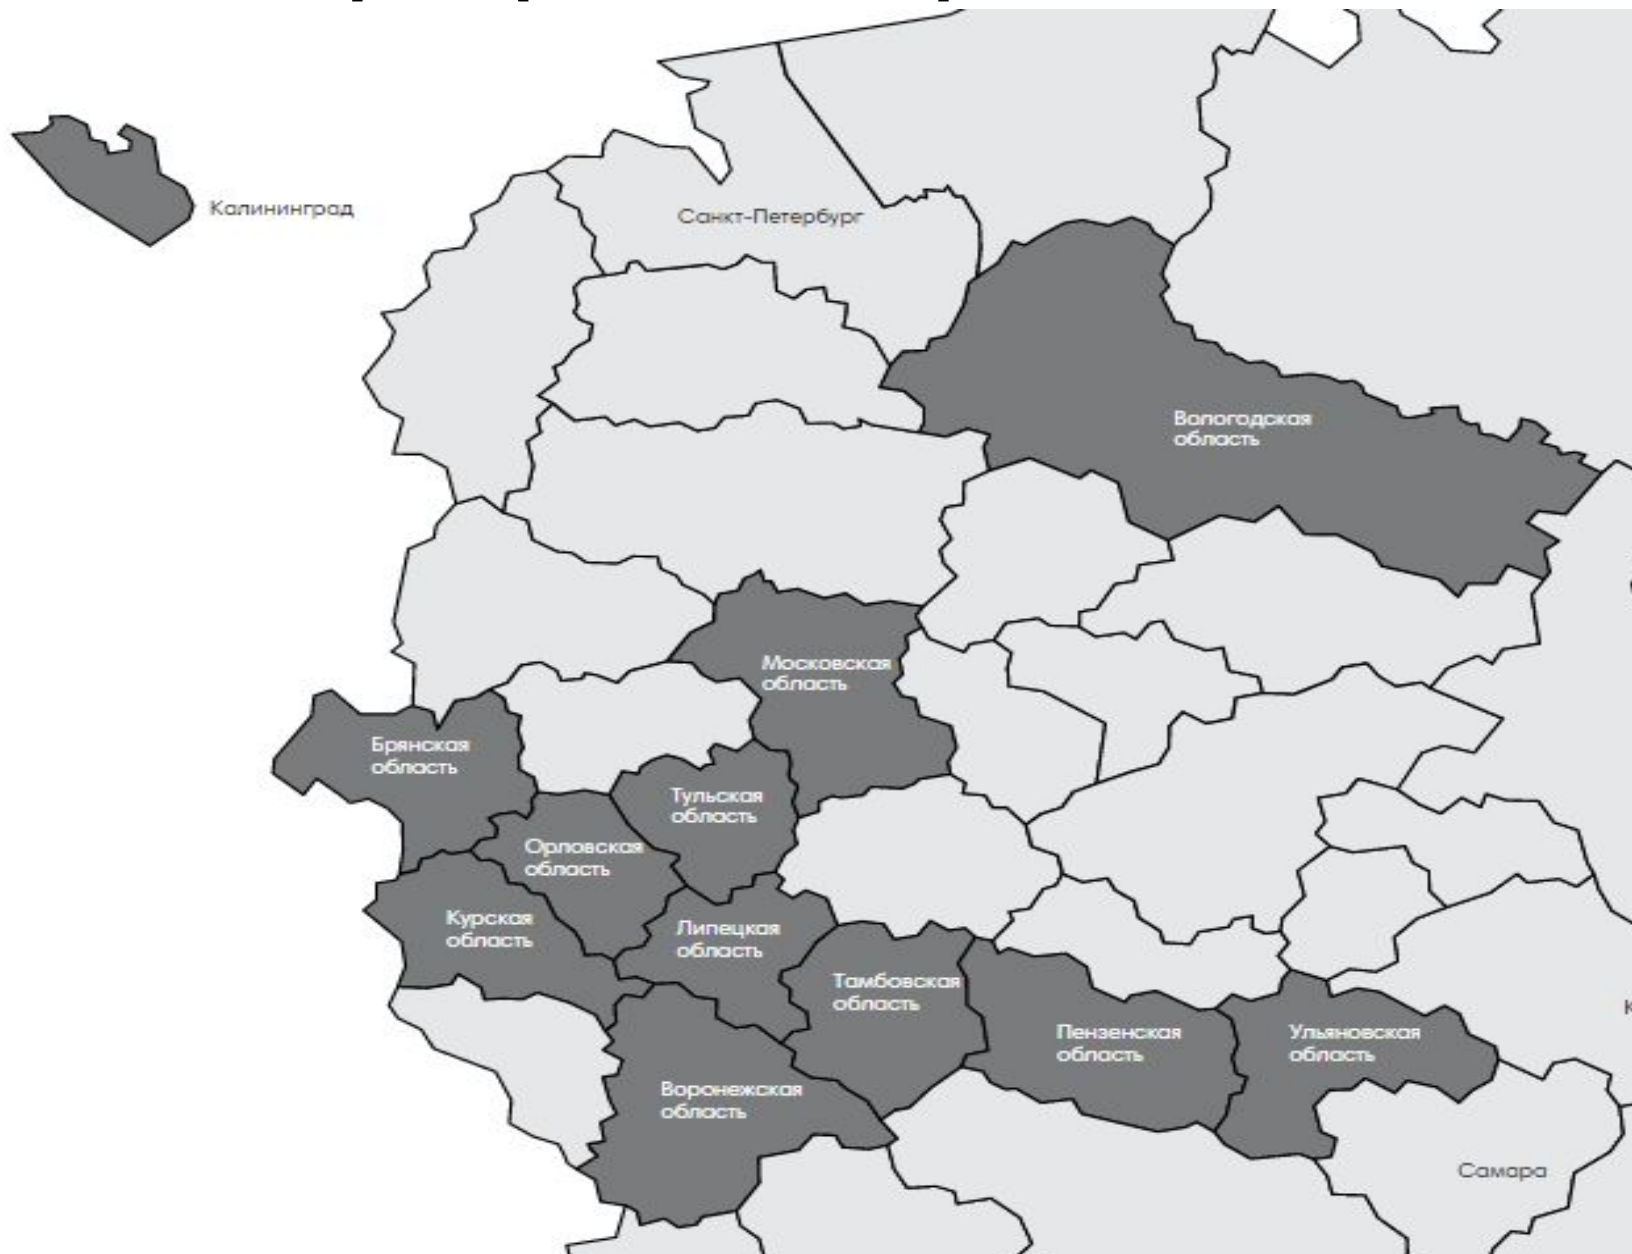 Калининград
Санкт-Петербург
Вологодская
область
Московская
область
Брянская
область
Тульская
область
Орловская
область
Курская
область
Липецкая
область
Тамбовская
область
Пензенская
область
Ульяновская
область
Воронежская
область
Самара